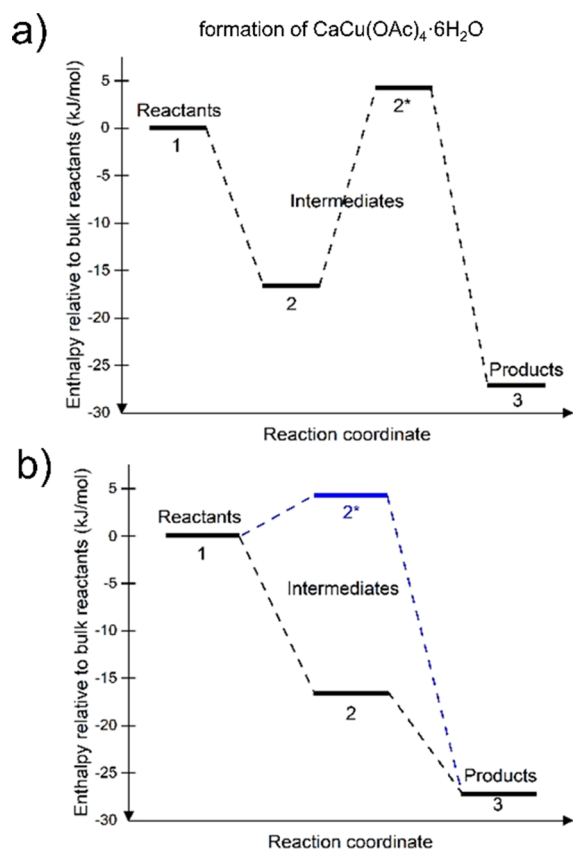 a)
formation of CaCu(OAc)₄·6H₂O
Enthalpy relative to bulk reactants (kJ/mol)
5
0
-5
-10
-15
-20
-25
-30
Reactants
1
2*
Intermediates
2
Products
3
Reaction coordinate
b)
Enthalpy relative to bulk reactants (kJ/mol)
5
0
-5
-10
-15
-20
-25
-30
Reactants
1
2*
Intermediates
2
Products
3
Reaction coordinate